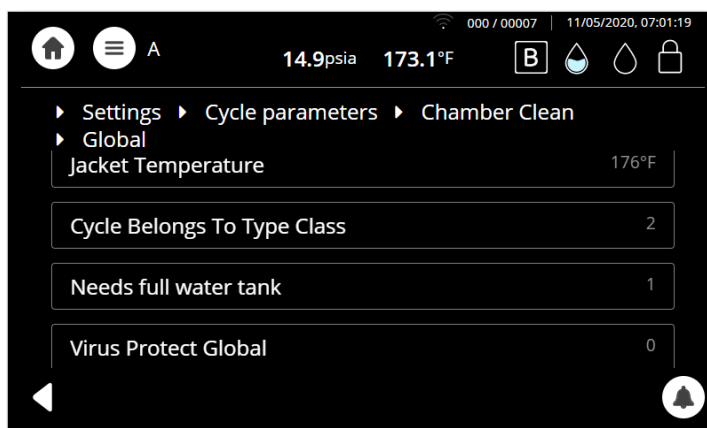 000 / 00007 | 11/05/2020, 07:01:19
A 14.9psia 173.1°F B
Settings Cycle parameters Chamber Clean
Global
Jacket Temperature 176°F
Cycle Belongs To Type Class 2
Needs full water tank 1
Virus Protect Global 0